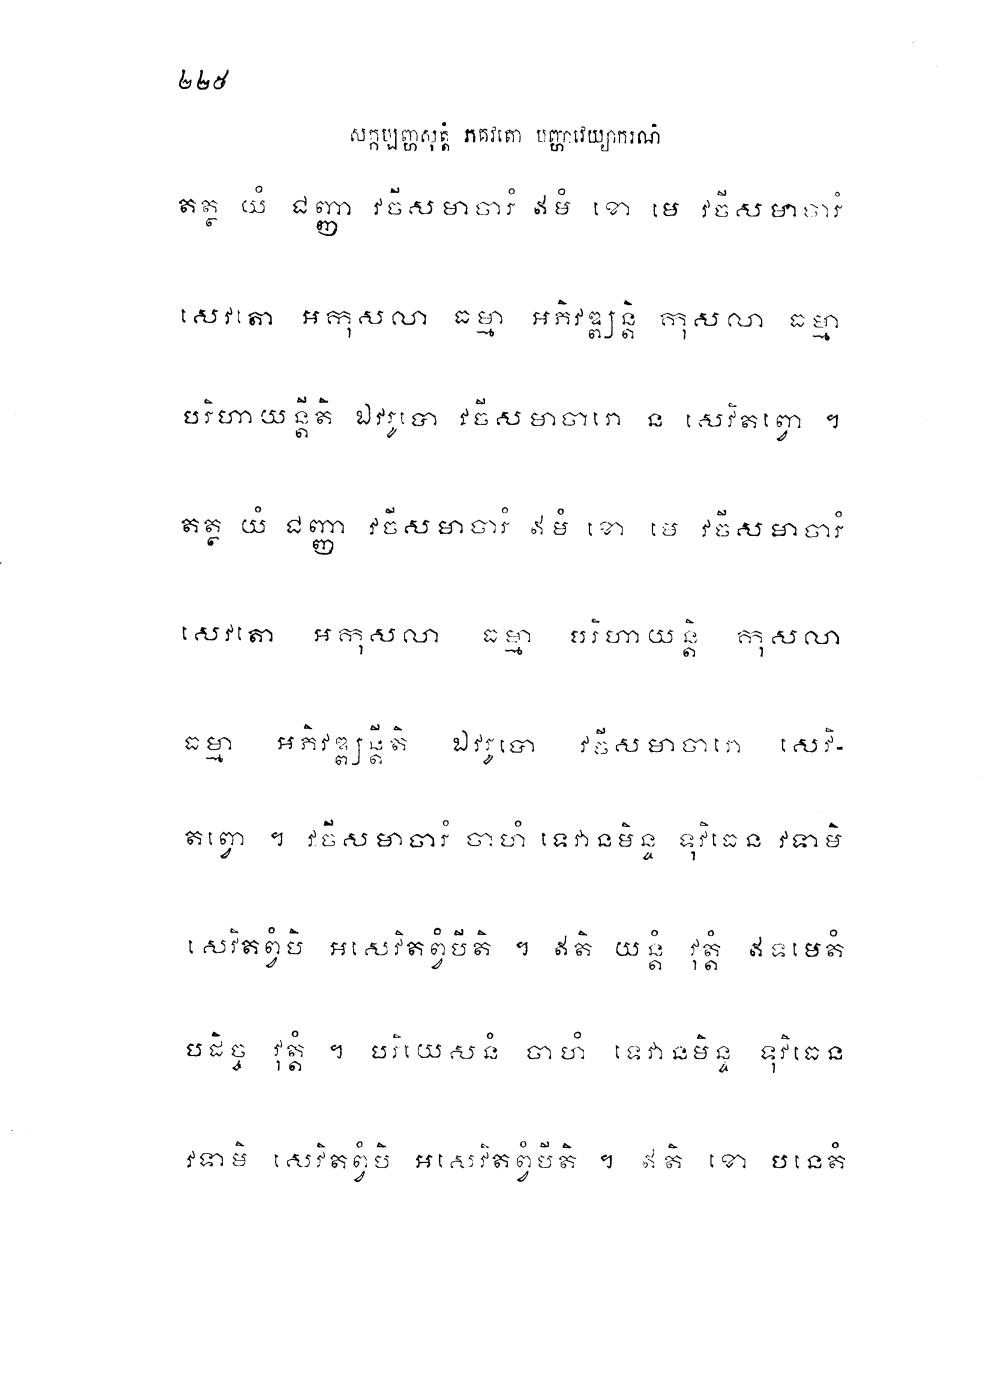 ២២៥
សក្កប្បញ្ហសុត្តំ ភគវតោ បញ្ហាវេយ្យាករណំ
តត្ថ យំ ជញ្ញា វចីសមាចារំ ឥមំ ខោ មេ វចីសមាចារំ
សេវតោ អកុសលា ធម្មា អភិវឌ្ឍន្តិ កុសលា ធម្មា
បរិហាយន្តីតិ ឯវរូបោ វចីសមាចារោ ន សេវិតព្វោ ។
តត្ថ យំ ជញ្ញា វចីសមាចារំ ឥមំ ខោ មេ វចីសមាចារំ
សេវតោ អកុសលា ធម្មា បរិហាយន្តិ កុសលា
ធម្មា អភិវឌ្ឍន្តីតិ ឯវរូបោ វចីសមាចារោ សេវិ-
តព្វោ ។ វចីសមាចារំ ចាហំ ទេវានមិន្ទ ទុវិធេន វទាមិ
សេវិតព្វំបិ អសេវិតព្វំបីតិ ។ ឥតិ យន្តំ វុត្តំ ឥទមេតំ
បដិច្ច វុត្តំ ។ បរិយេសនំ ចាហំ ទេវានមិន្ទ ទុវិធេន
វទាមិ សេវិតព្វំបិ អសេវិតព្វំបីតិ ។ ឥតិ ខោ បនេតំ